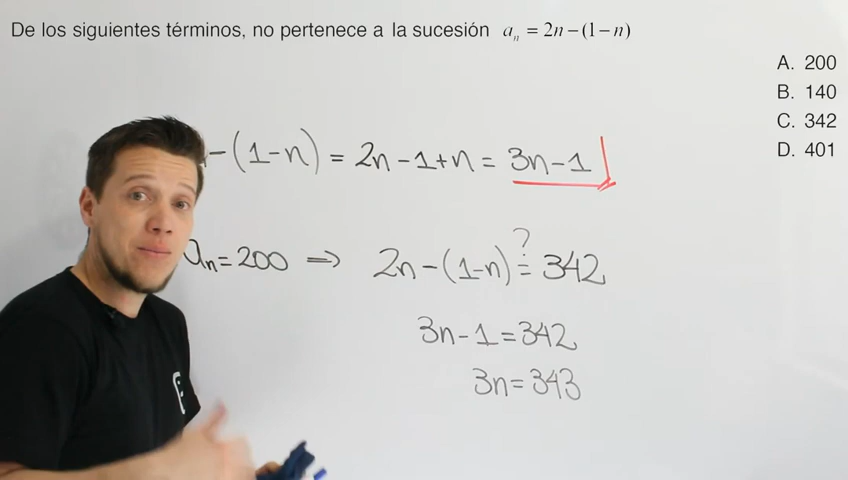 De los siguientes términos, no pertenece a la sucesión aₙ = 2n − (1 − n)
A. 200
B. 140
C. 342
D. 401
-(1-n) = 2n-1+n = 3n-1
aₙ=200 ⇒ 2n-(1-n) ?= 342
3n-1=342
3n=343